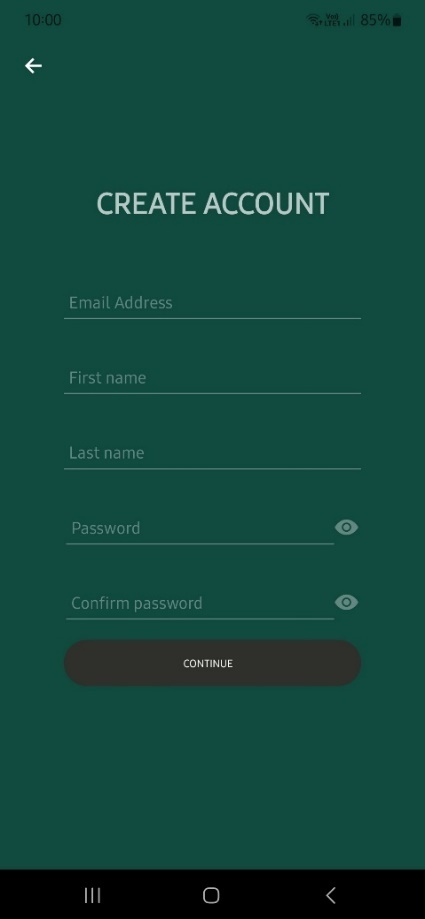 10:00 85%
CREATE ACCOUNT
Email Address
First name
Last name
Password
Confirm password
CONTINUE